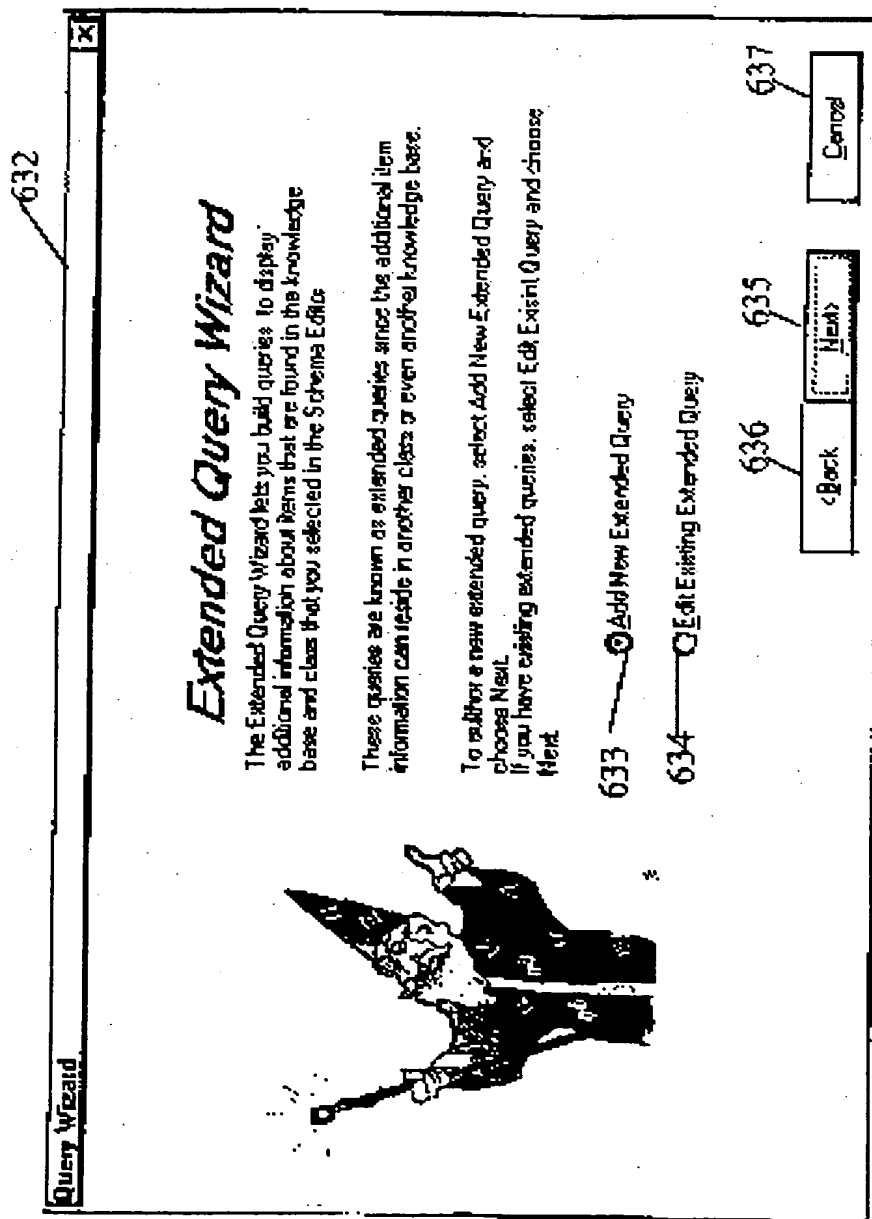 632
Query Wizard
Extended Query Wizard
The Extended Query Wizard lets you build queries To display
additional information about items that are found in the knowledge
base and class that you selected in the Schema Editor.
These queries are known as extended queries since the additional item
information can reside in another class or even another knowledge base.
To author a new extended query, select Add New Extended Query and
choose Next.
If you have existing extended queries, select Edit Exisint Query and choose
Next.
633
Add New Extended Query
634
Edit Existing Extended Query
636
635
637
<Back
Next>
Cancel